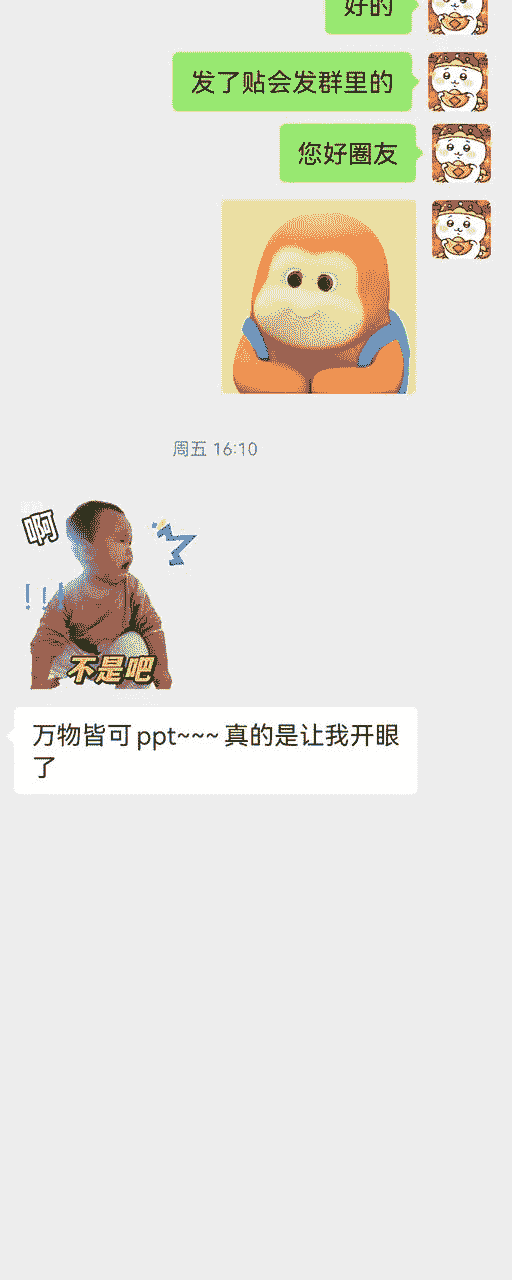 好的
发了贴会发群里的
您好圈友
周五 16:10
啊
!!!
不是吧
万物皆可 ppt~~~ 真的是让我开眼
了